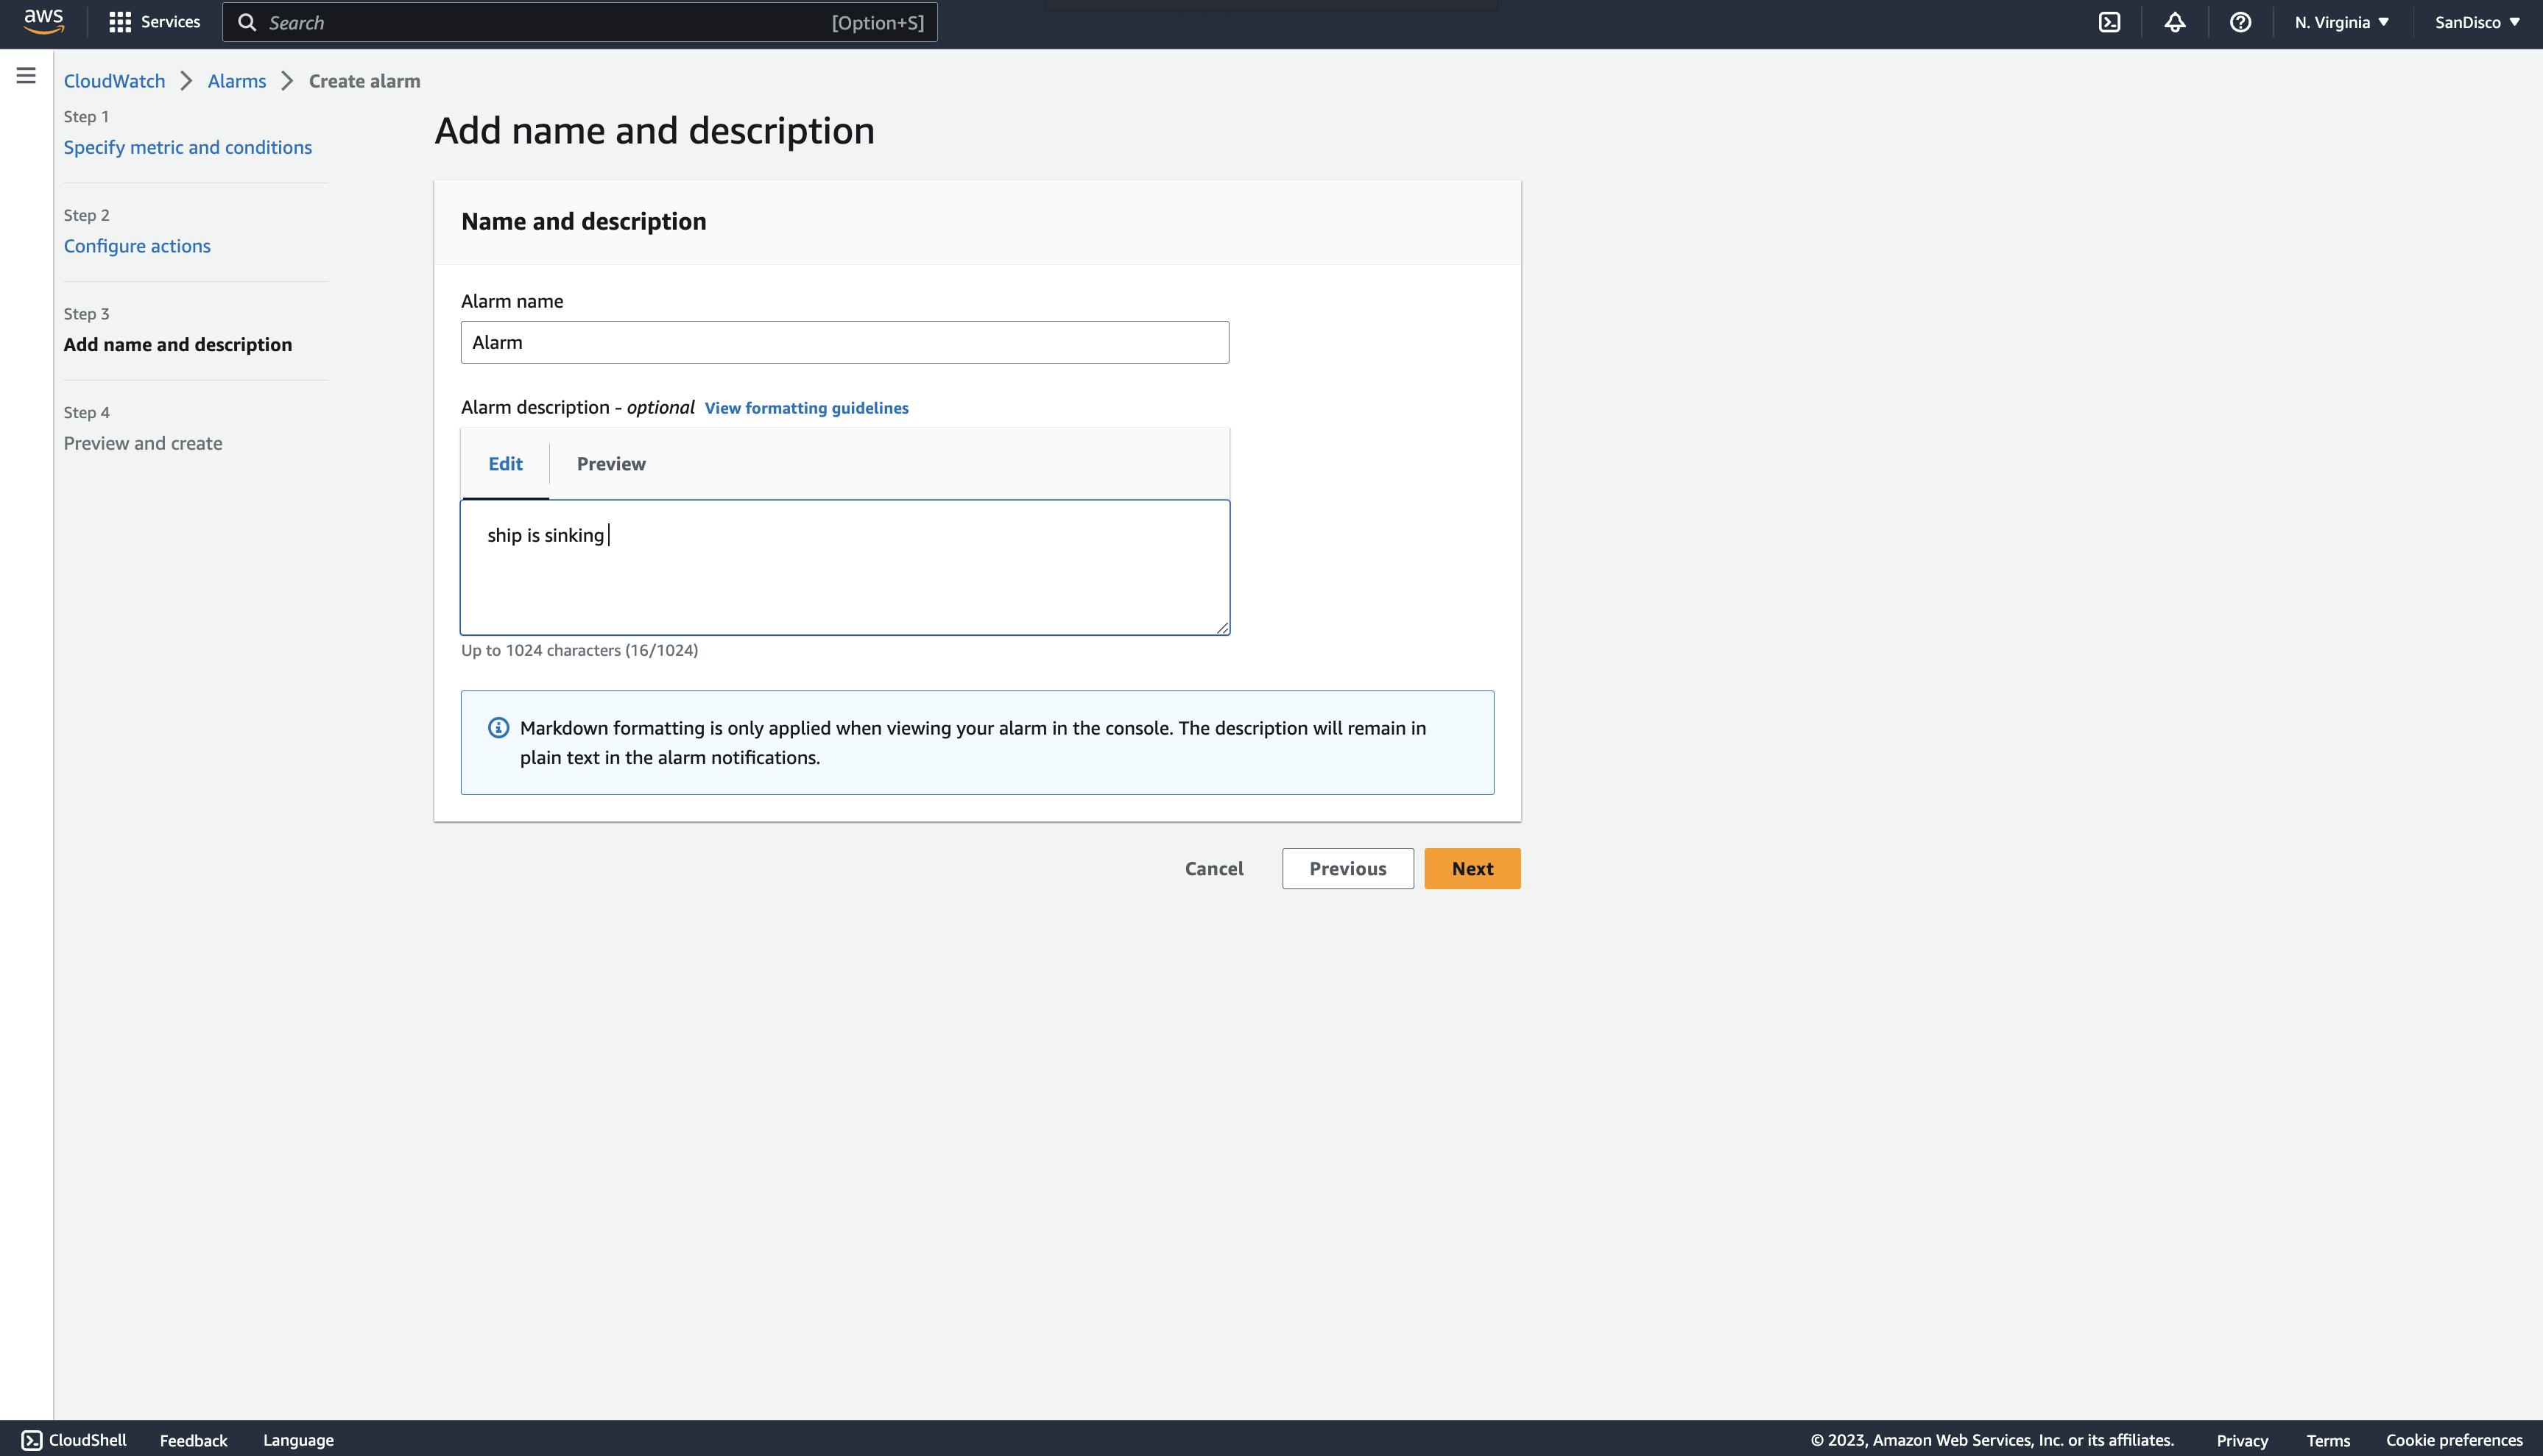 aws Services Search [Option+S] N. Virginia ▼ SanDisco ▼
CloudWatch > Alarms > Create alarm
Step 1
Specify metric and conditions
Step 2
Configure actions
Step 3
Add name and description
Step 4
Preview and create
Add name and description
Name and description
Alarm name
Alarm
Alarm description - optional View formatting guidelines
Edit Preview
ship is sinking
Up to 1024 characters (16/1024)
Markdown formatting is only applied when viewing your alarm in the console. The description will remain in
plain text in the alarm notifications.
Cancel Previous Next
CloudShell Feedback Language © 2023, Amazon Web Services, Inc. or its affiliates. Privacy Terms Cookie preferences